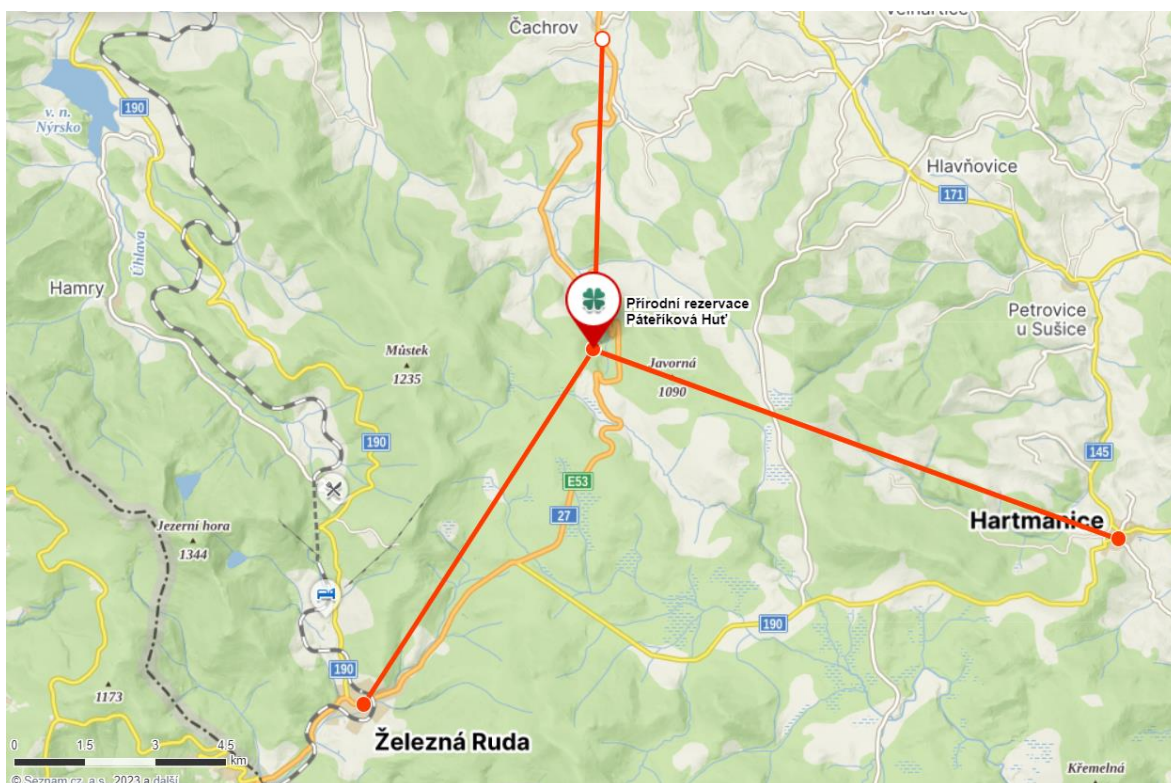 Čachrov
Velhartice
190
v. n.
Nýrsko
Hlavňovice
171
Úhlava
Hamry
Přírodní rezervace
Páteříková Huť
Petrovice
u Sušice
Můstek
1235
Javorná
1090
190
145
E53
27
Hartmanice
Jezerní hora
1344
190
190
1173
Železná Ruda
0 1,5 3 4,5 km
Křemelná
© Seznam.cz, a.s., 2023 a další